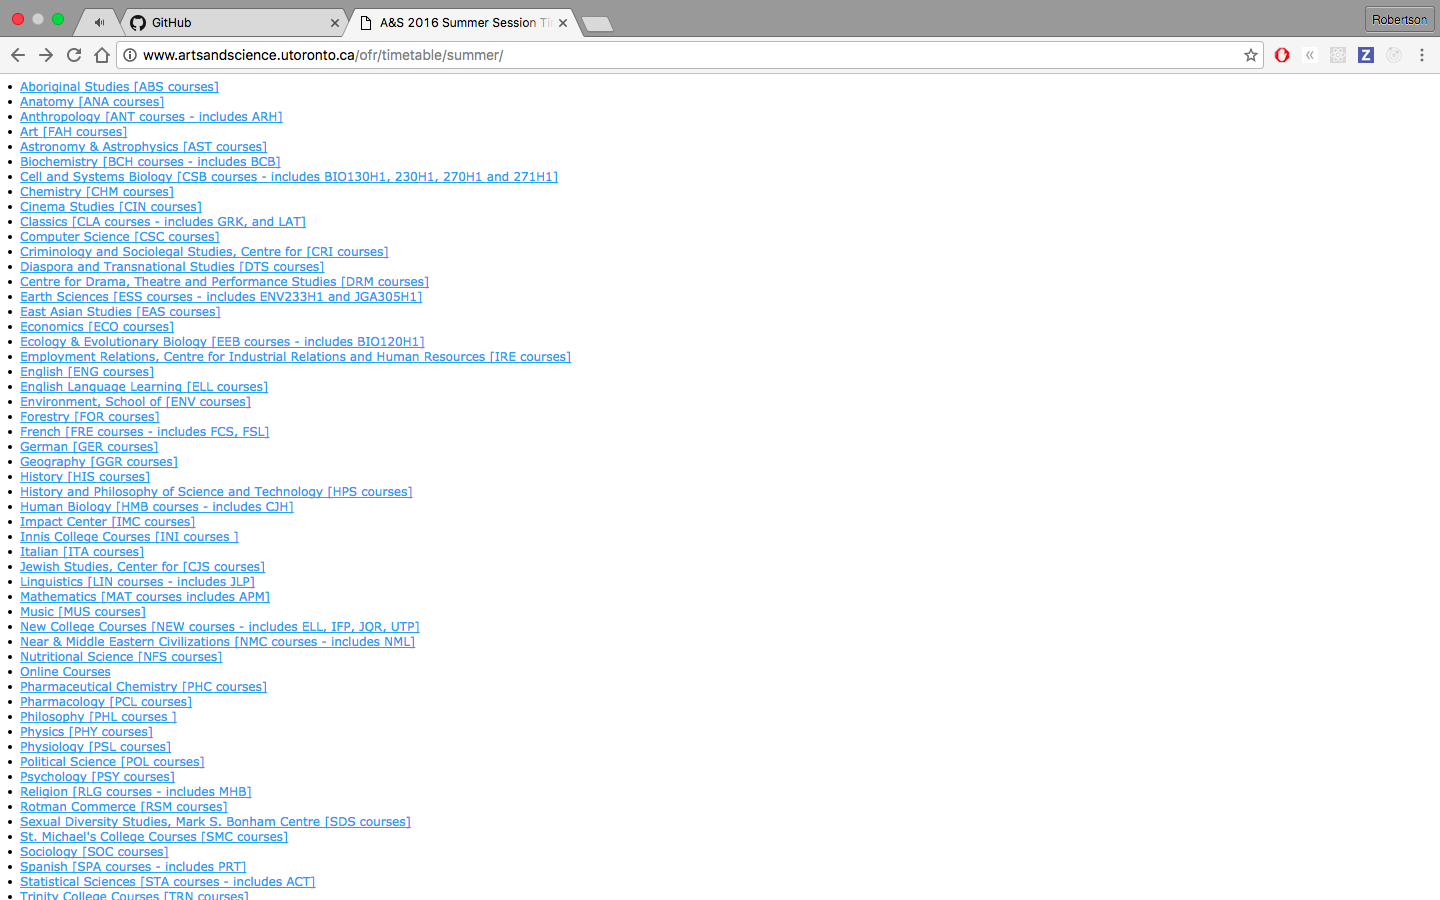 GitHub
A&S 2016 Summer Session Ti
Robertson
www.artsandscience.utoronto.ca/ofr/timetable/summer/
Aboriginal Studies [ABS courses]
Anatomy [ANA courses]
Anthropology [ANT courses - includes ARH]
Art [FAH courses]
Astronomy & Astrophysics [AST courses]
Biochemistry [BCH courses - includes BCB]
Cell and Systems Biology [CSB courses - includes BIO130H1, 230H1, 270H1 and 271H1]
Chemistry [CHM courses]
Cinema Studies [CIN courses]
Classics [CLA courses - includes GRK, and LAT]
Computer Science [CSC courses]
Criminology and Sociolegal Studies, Centre for [CRI courses]
Diaspora and Transnational Studies [DTS courses]
Centre for Drama, Theatre and Performance Studies [DRM courses]
Earth Sciences [ESS courses - includes ENV233H1 and JGA305H1]
East Asian Studies [EAS courses]
Economics [ECO courses]
Ecology & Evolutionary Biology [EEB courses - includes BIO120H1]
Employment Relations, Centre for Industrial Relations and Human Resources [IRE courses]
English [ENG courses]
English Language Learning [ELL courses]
Environment, School of [ENV courses]
Forestry [FOR courses]
French [FRE courses - includes FCS, FSL]
German [GER courses]
Geography [GGR courses]
History [HIS courses]
History and Philosophy of Science and Technology [HPS courses]
Human Biology [HMB courses - includes CJH]
Impact Center [IMC courses]
Innis College Courses [INI courses ]
Italian [ITA courses]
Jewish Studies, Center for [CJS courses]
Linguistics [LIN courses - includes JLP]
Mathematics [MAT courses includes APM]
Music [MUS courses]
New College Courses [NEW courses - includes ELL, IFP, JQR, UTP]
Near & Middle Eastern Civilizations [NMC courses - includes NML]
Nutritional Science [NFS courses]
Online Courses
Pharmaceutical Chemistry [PHC courses]
Pharmacology [PCL courses]
Philosophy [PHL courses ]
Physics [PHY courses]
Physiology [PSL courses]
Political Science [POL courses]
Psychology [PSY courses]
Religion [RLG courses - includes MHB]
Rotman Commerce [RSM courses]
Sexual Diversity Studies, Mark S. Bonham Centre [SDS courses]
St. Michael's College Courses [SMC courses]
Sociology [SOC courses]
Spanish [SPA courses - includes PRT]
Statistical Sciences [STA courses - includes ACT]
Trinity College Courses [TRN courses]